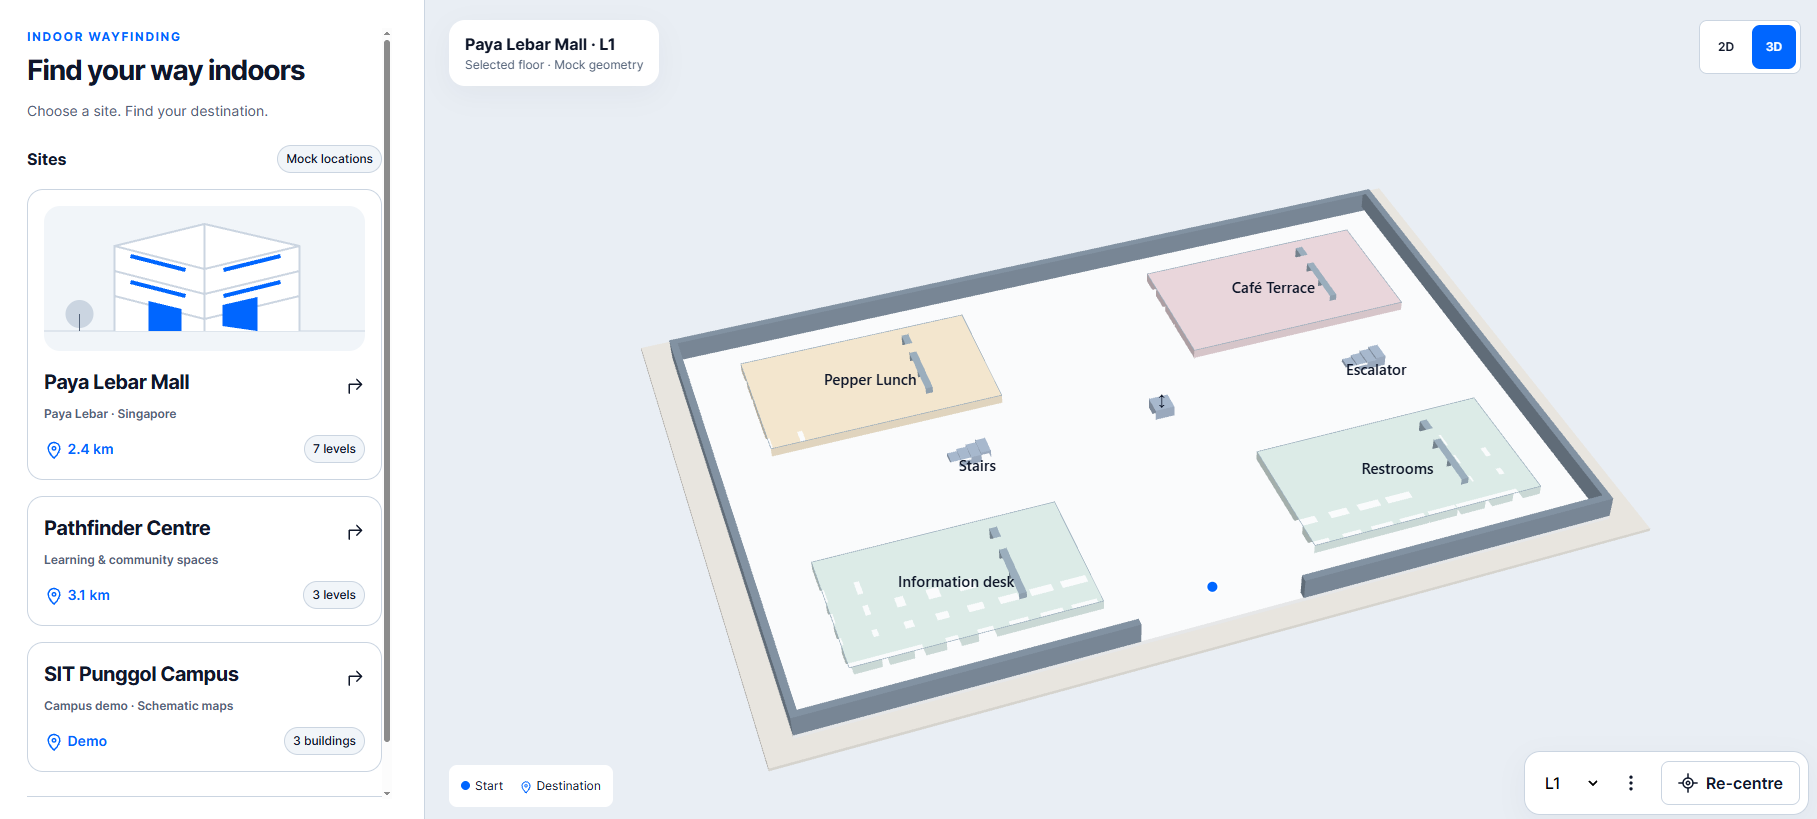 INDOOR WAYFINDING
Find your way indoors
Choose a site. Find your destination.
Sites
Mock locations
Paya Lebar Mall
Paya Lebar · Singapore
2.4 km
7 levels
Pathfinder Centre
Learning & community spaces
3.1 km
3 levels
SIT Punggol Campus
Campus demo · Schematic maps
Demo
3 buildings
Paya Lebar Mall · L1
Selected floor · Mock geometry
2D
3D
Café Terrace
Escalator
Pepper Lunch
Stairs
Restrooms
Information desk
Start
Destination
L1
Re-centre